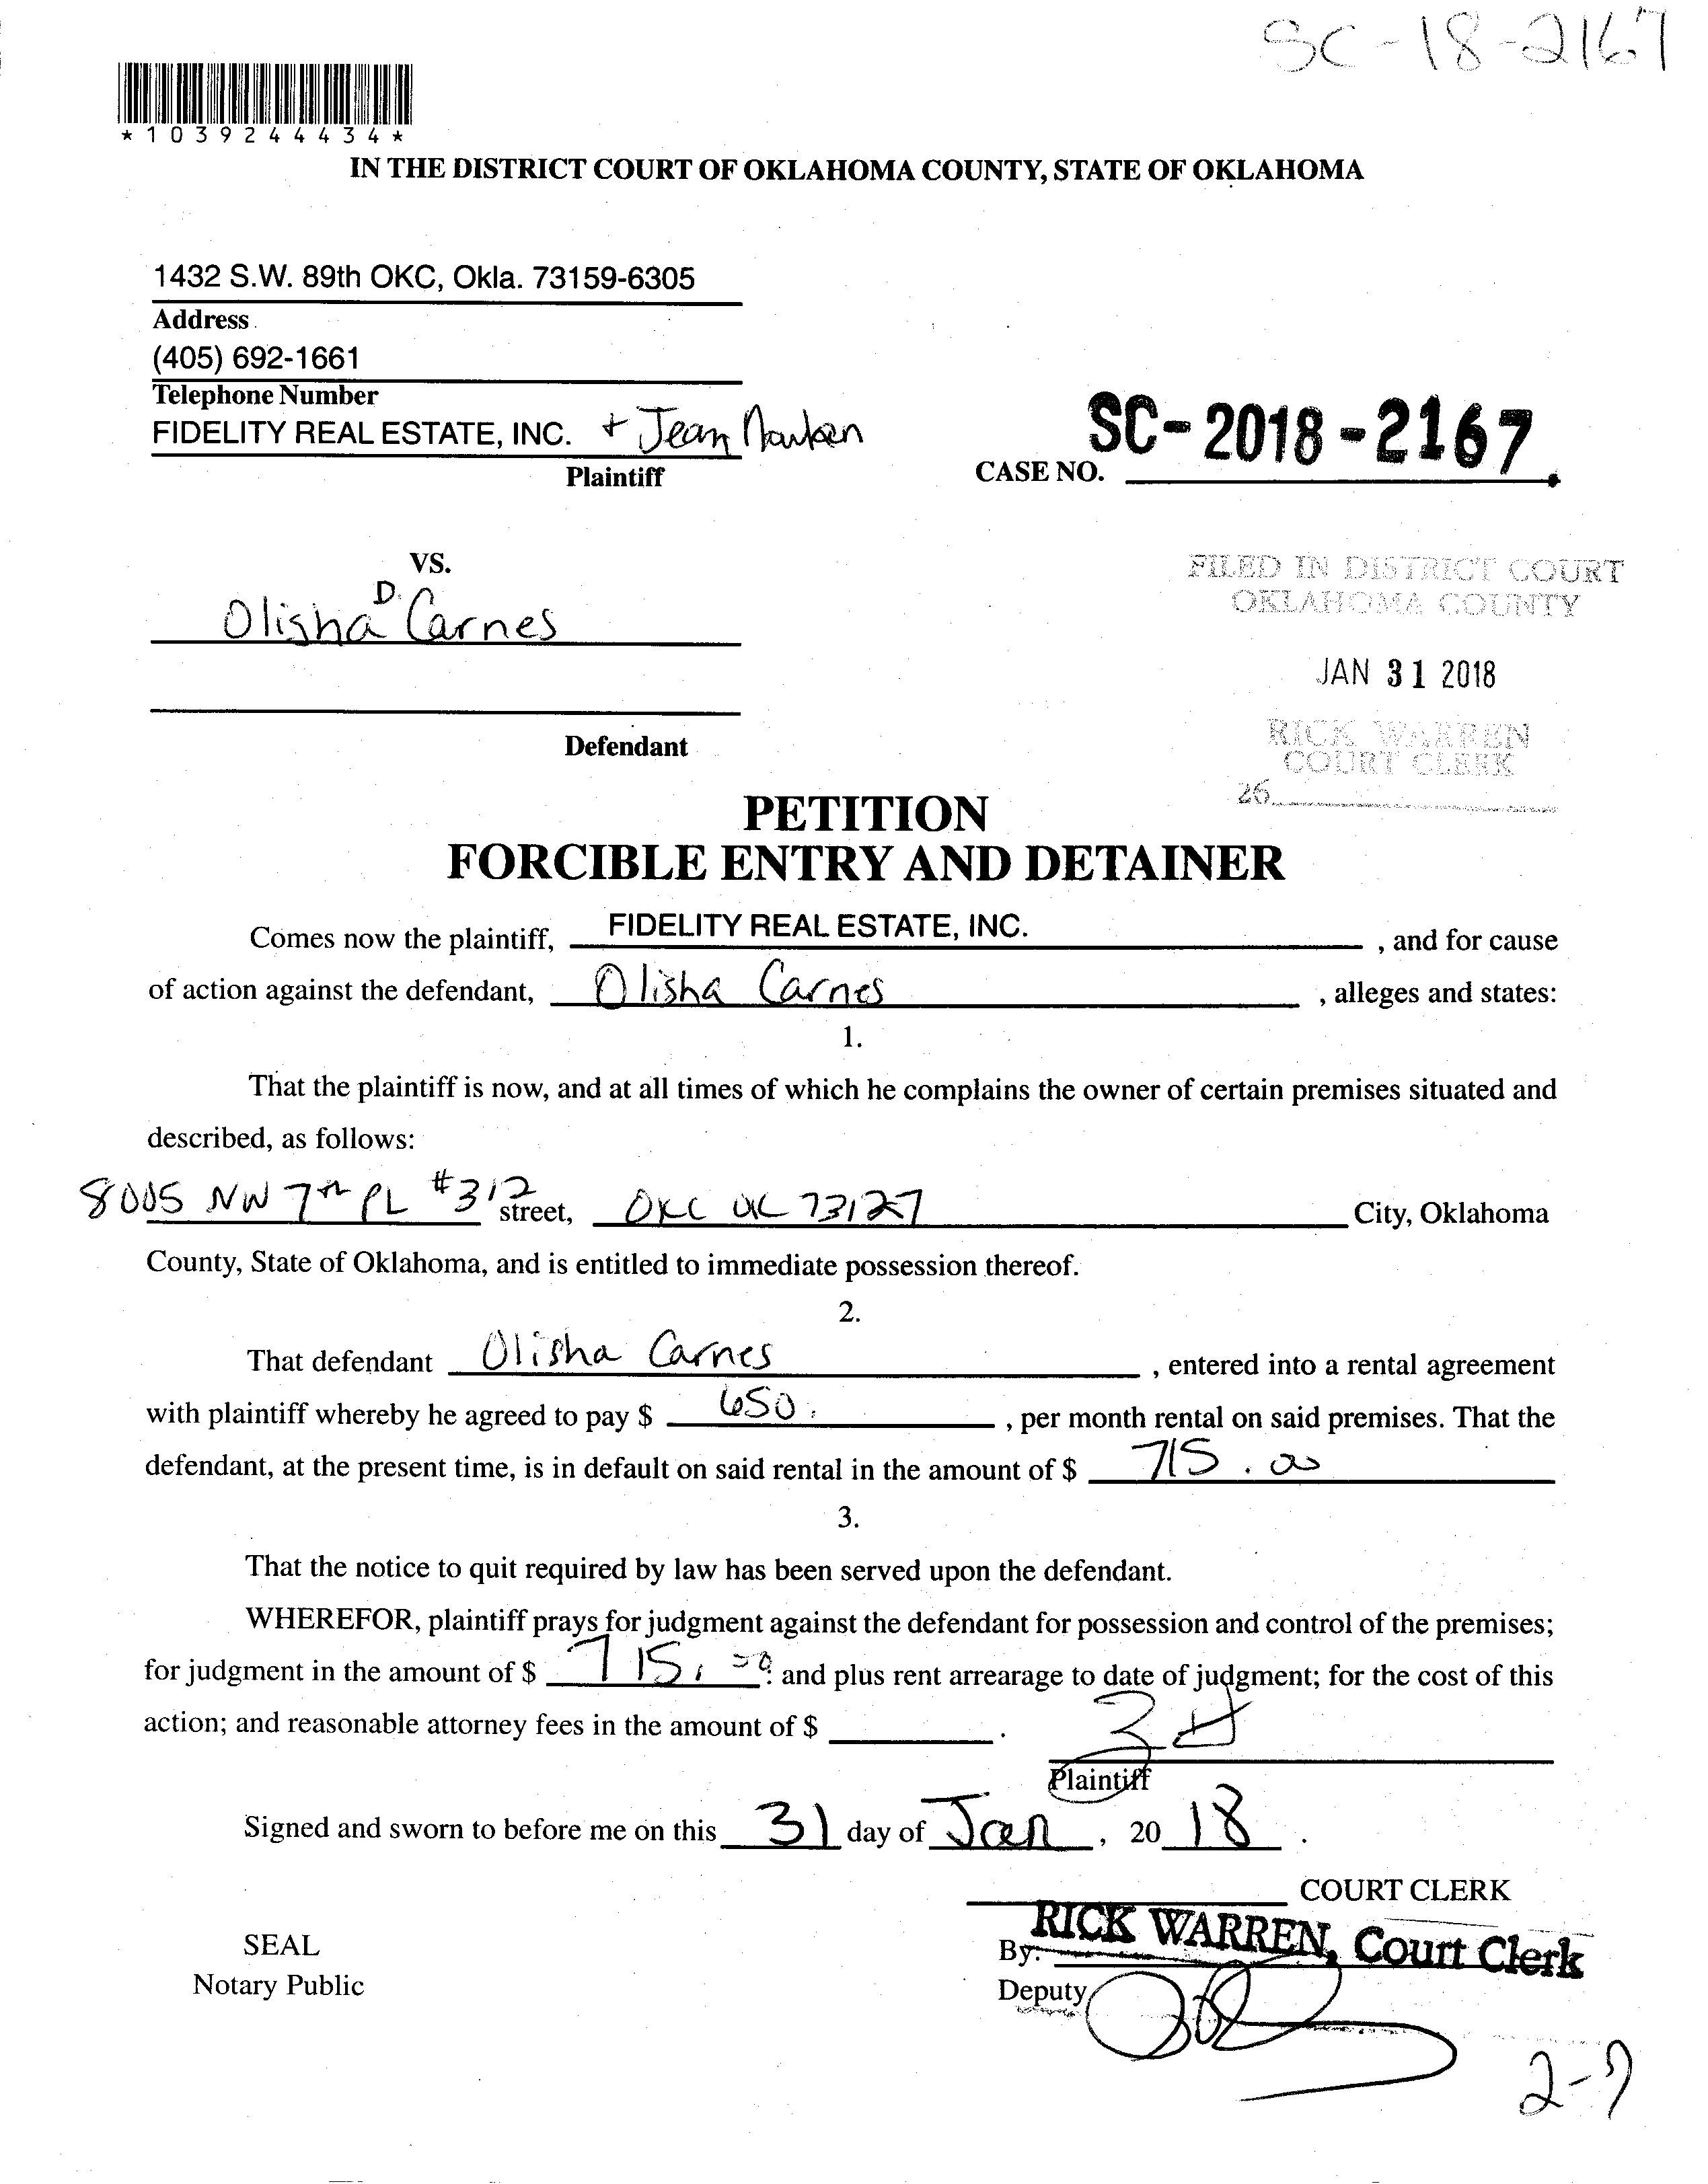 SC-18-2167
*1039244434*
IN THE DISTRICT COURT OF OKLAHOMA COUNTY, STATE OF OKLAHOMA
1432 S.W. 89th OKC, Okla. 73159-6305
Address
(405) 692-1661
Telephone Number
FIDELITY REAL ESTATE, INC. + Jean
Plaintiff
CASE NO. SC-2018-2167.
VS.
Olisha D. Carnes
Defendant
FILED IN DISTRICT COURT
OKLAHOMA COUNTY
JAN 31 2018
RICK WARREN
COURT CLERK
26
PETITION
FORCIBLE ENTRY AND DETAINER
Comes now the plaintiff, FIDELITY REAL ESTATE, INC. , and for cause
of action against the defendant, Olisha Carnes , alleges and states:
1.
That the plaintiff is now, and at all times of which he complains the owner of certain premises situated and
described, as follows:
8005 NW 7th PL #312 street, OKC OK 73127 City, Oklahoma
County, State of Oklahoma, and is entitled to immediate possession thereof.
2.
That defendant Olisha Carnes , entered into a rental agreement
with plaintiff whereby he agreed to pay $ 650. , per month rental on said premises. That the
defendant, at the present time, is in default on said rental in the amount of $ 715.00
3.
That the notice to quit required by law has been served upon the defendant.
WHEREFOR, plaintiff prays for judgment against the defendant for possession and control of the premises;
for judgment in the amount of $ 715.00 and plus rent arrearage to date of judgment; for the cost of this
action; and reasonable attorney fees in the amount of $ .
Plaintiff
Signed and sworn to before me on this 31 day of Jan , 20 18 .
COURT CLERK
RICK WARREN, Court Clerk
SEAL
By:
Notary Public
Deputy
2-9